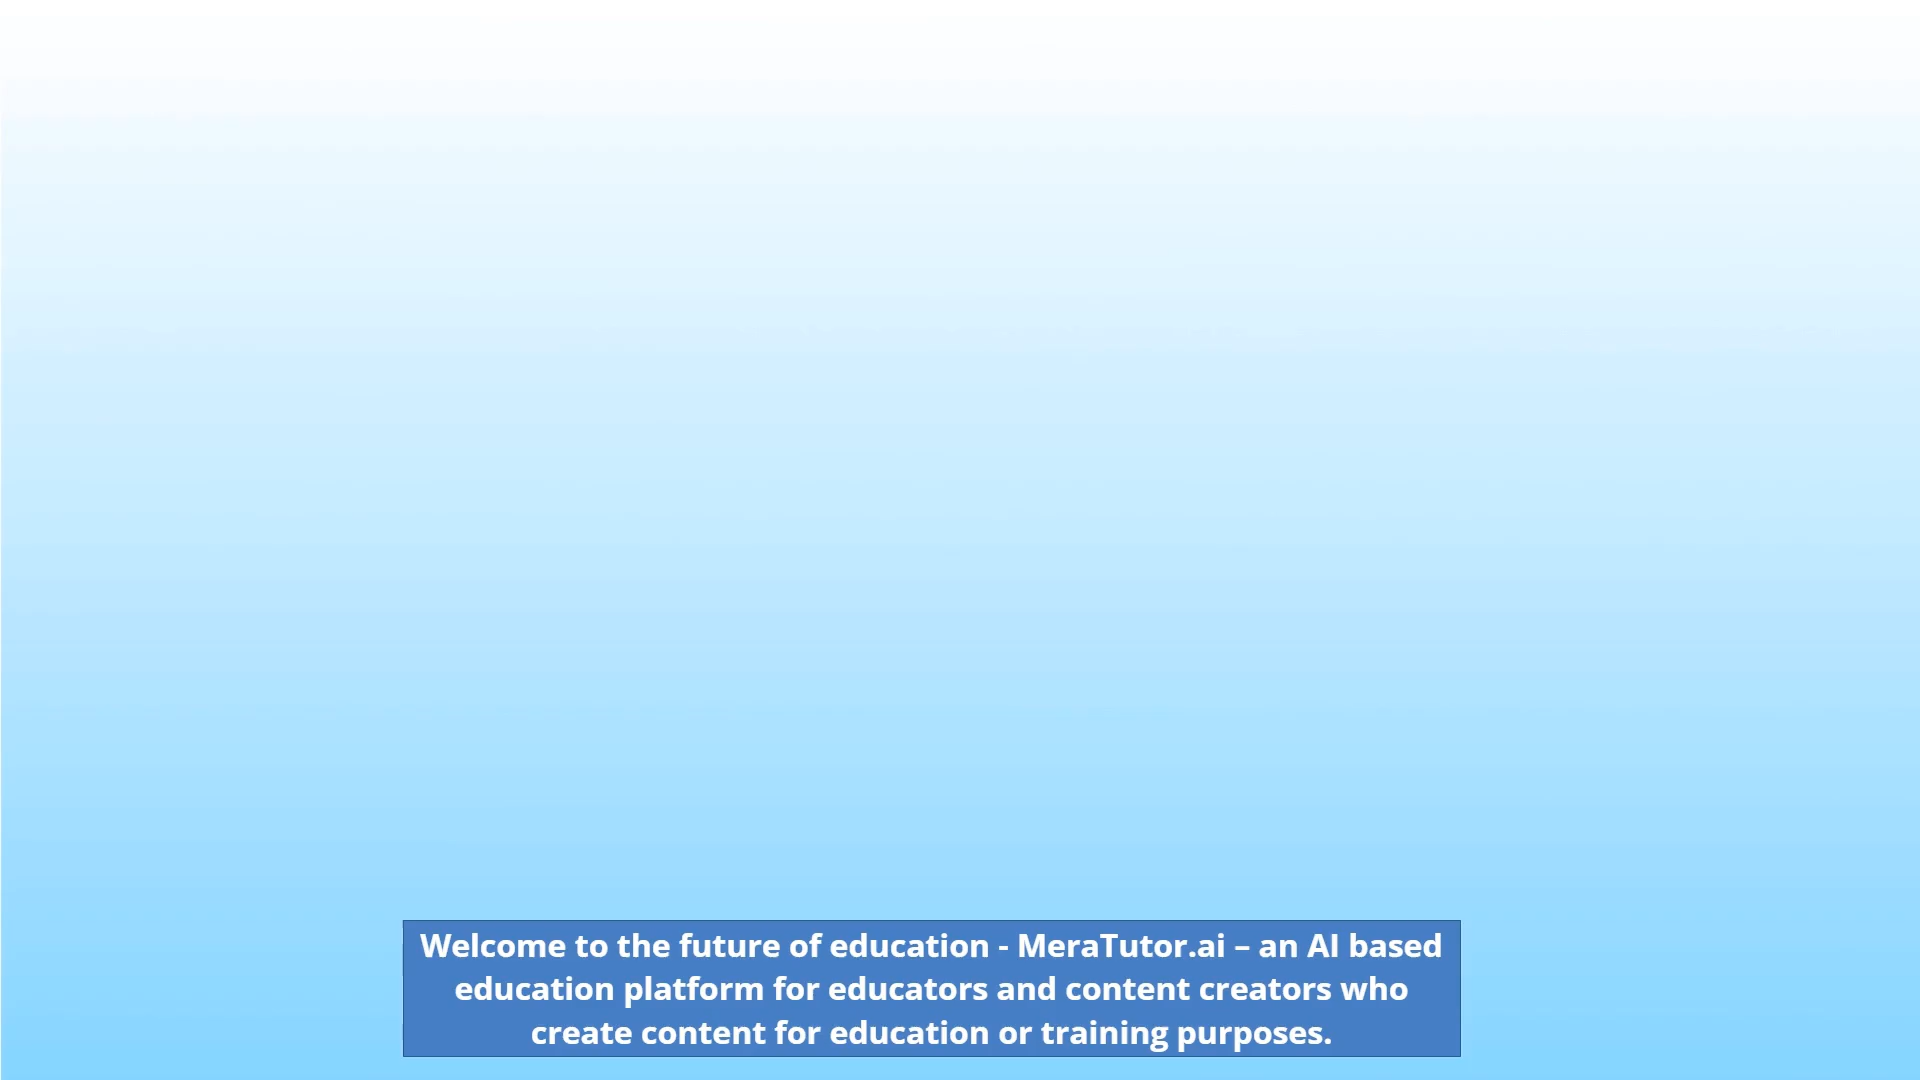 Welcome to the future of education - MeraTutor.ai – an AI based
education platform for educators and content creators who
create content for education or training purposes.